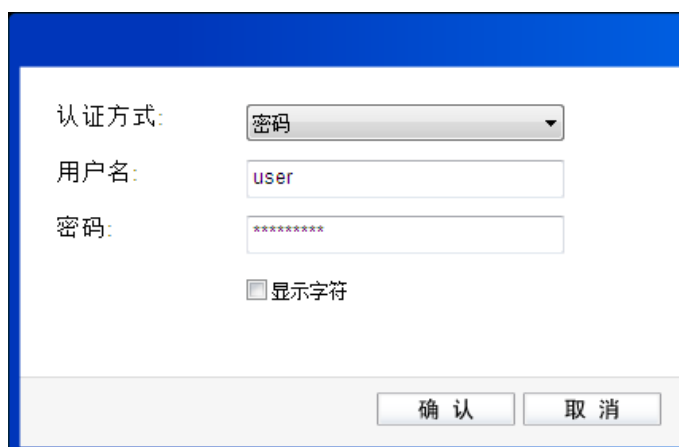 认证方式: 密码
用户名: user
密码: *********
显示字符
确 认 取 消